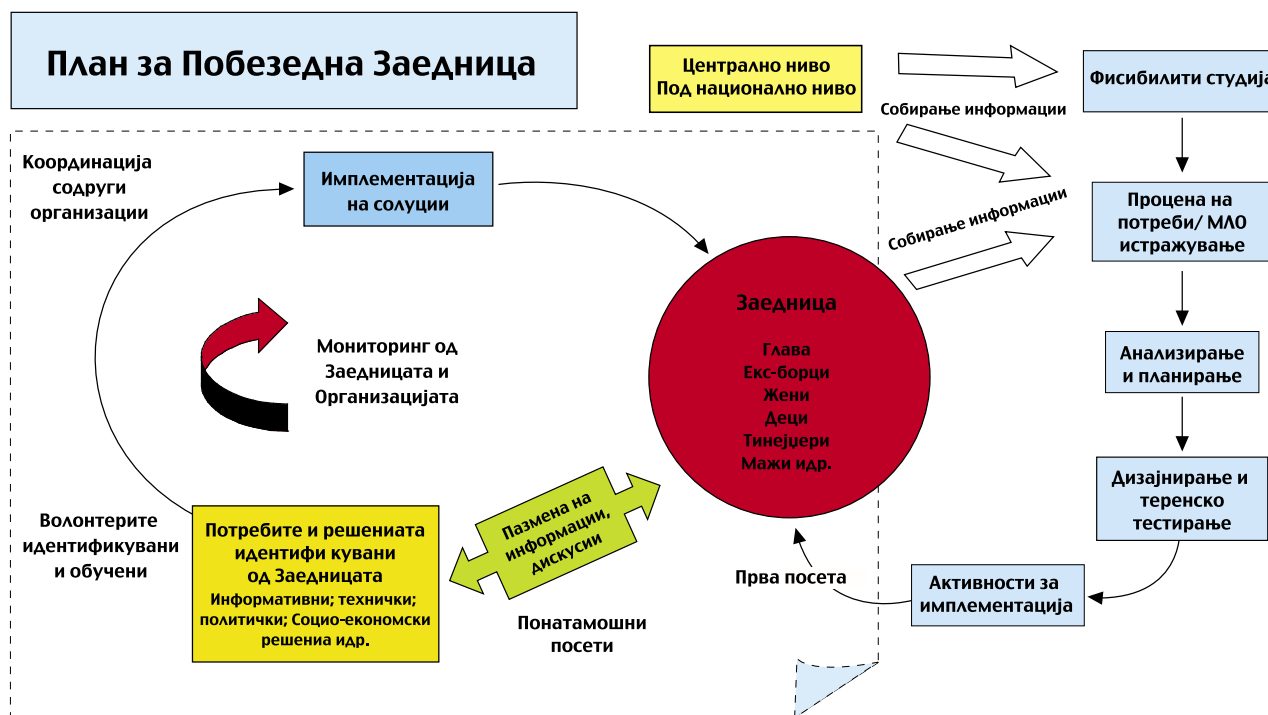 План за Побезедна Заедница
Централно ниво
Под национално ниво
Фисибилити студија
Собирање информации
Координација
содруги
организации
Имплементација
на солуции
Собирање информации
Процена на
потреби/ МЛО
истражување
Заедница
Глава
Екс-борци
Жени
Деци
Тинејџери
Мажи идр.
Мониторинг од
Заедницата и
Организацијата
Анализирање
и планирање
Дизајнирање и
теренско
тестирање
Волонтерите
идентификувани
и обучени
Потребите и решениата
идентифи кувани
од Заедницата
Информативни; технички;
политички; Социо-економски
решениа идр.
Пазмена на
информации,
дискусии
Понатамошни
посети
Прва посета
Активности за
имплементација